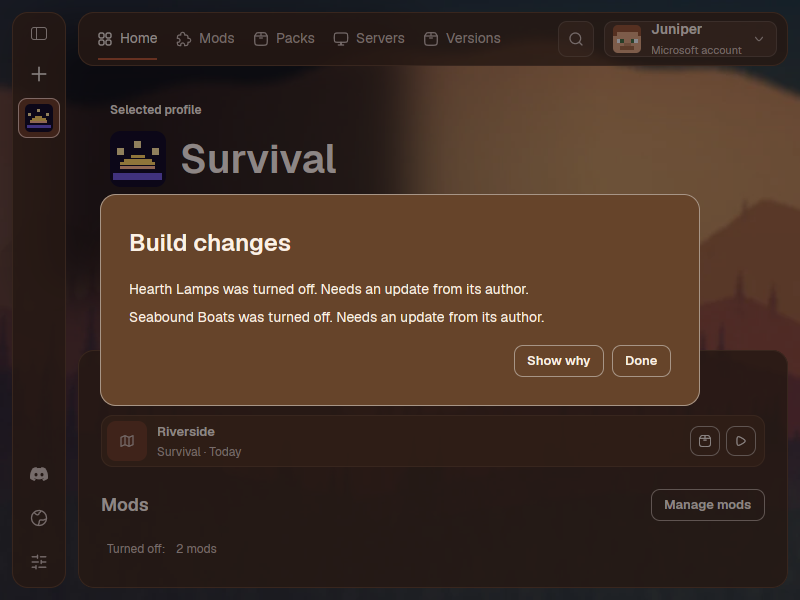 Home
Mods
Packs
Servers
Versions
Juniper
Microsoft account
Selected profile
Survival
Build changes
Hearth Lamps was turned off. Needs an update from its author.
Seabound Boats was turned off. Needs an update from its author.
Show why
Done
Riverside
Survival · Today
Mods
Manage mods
Turned off: 2 mods